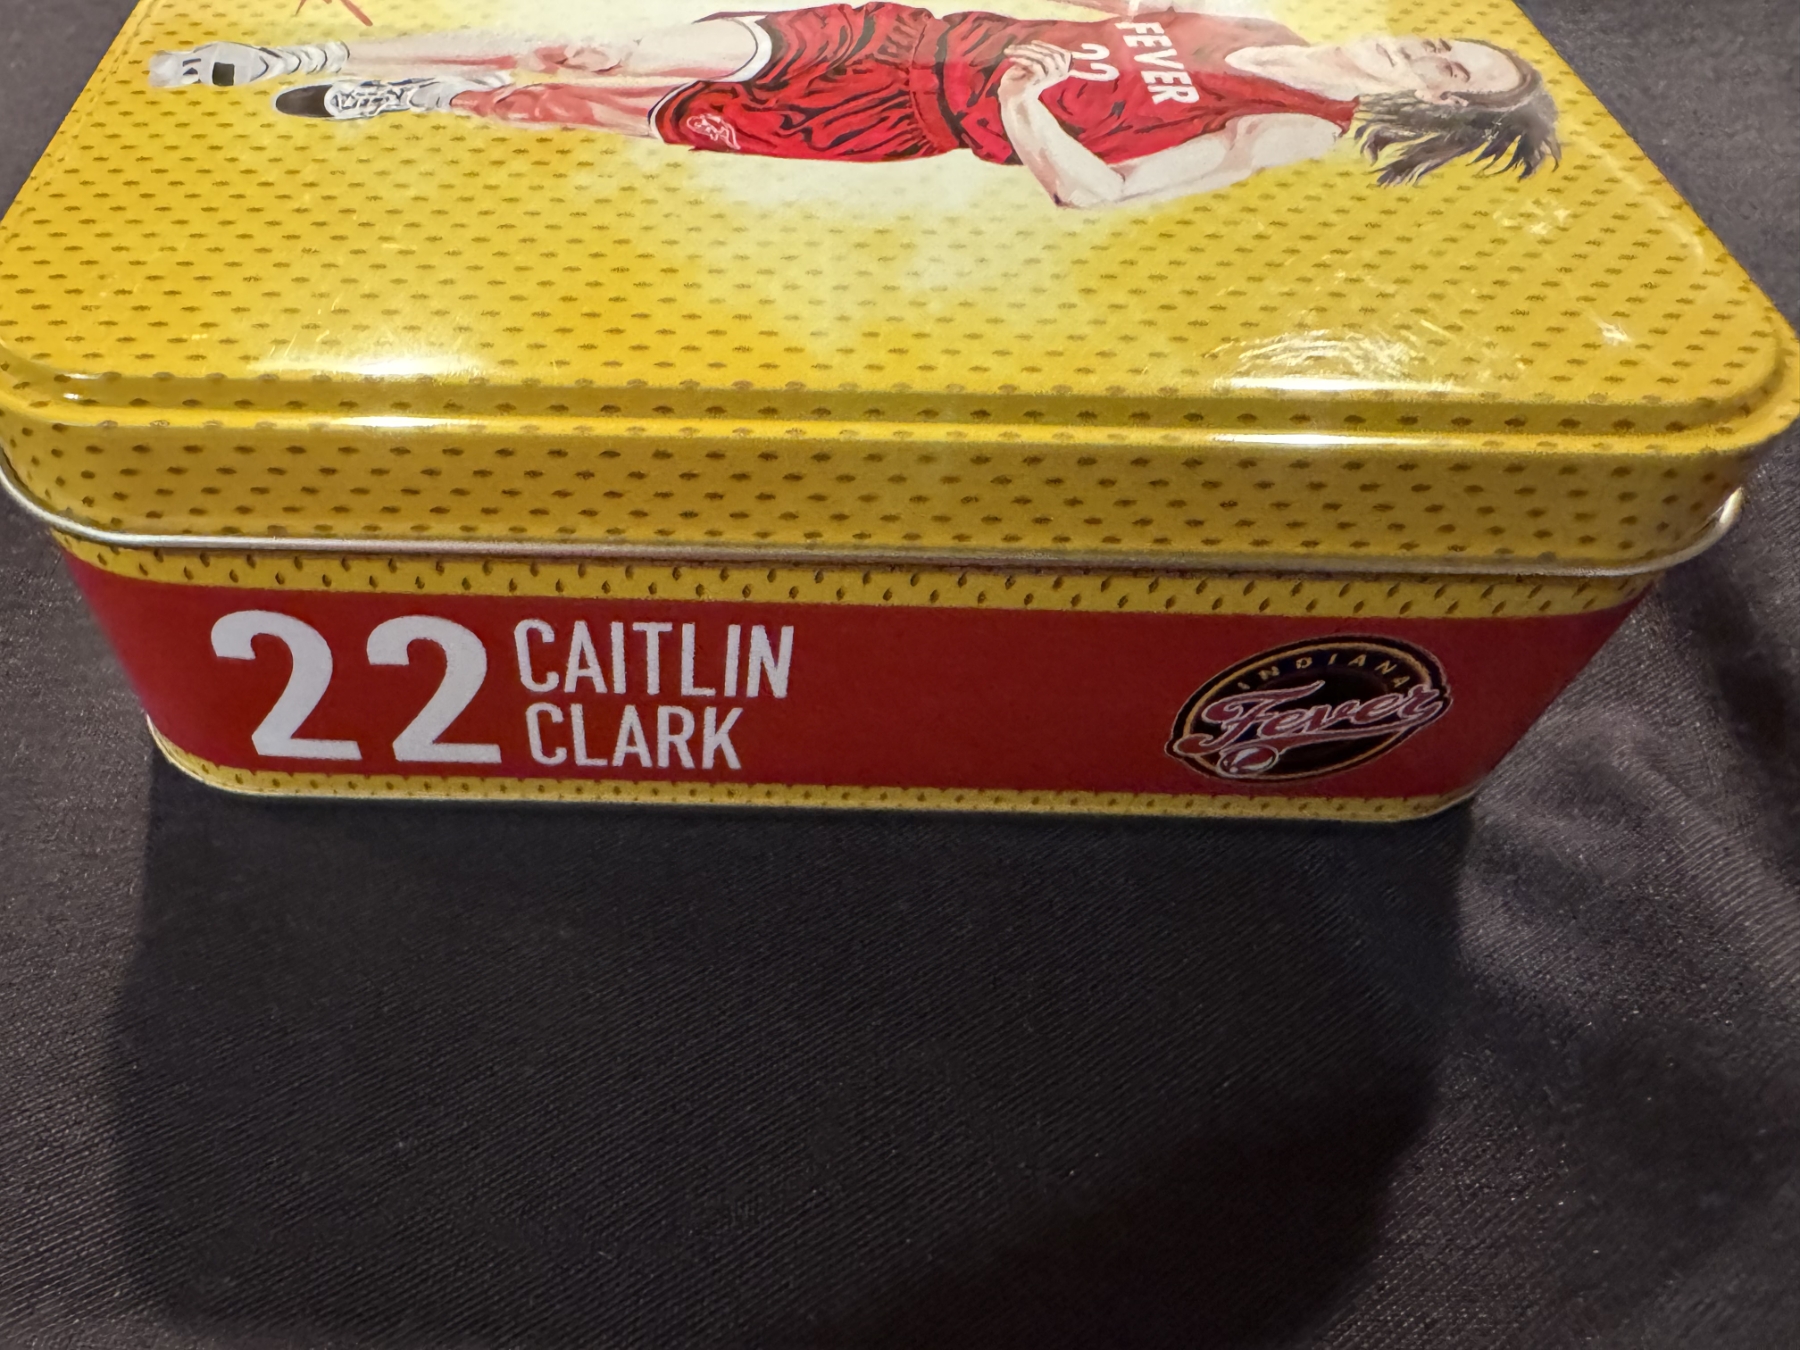 FEVER
22
22
CAITLIN
CLARK
INDIANA
Fever